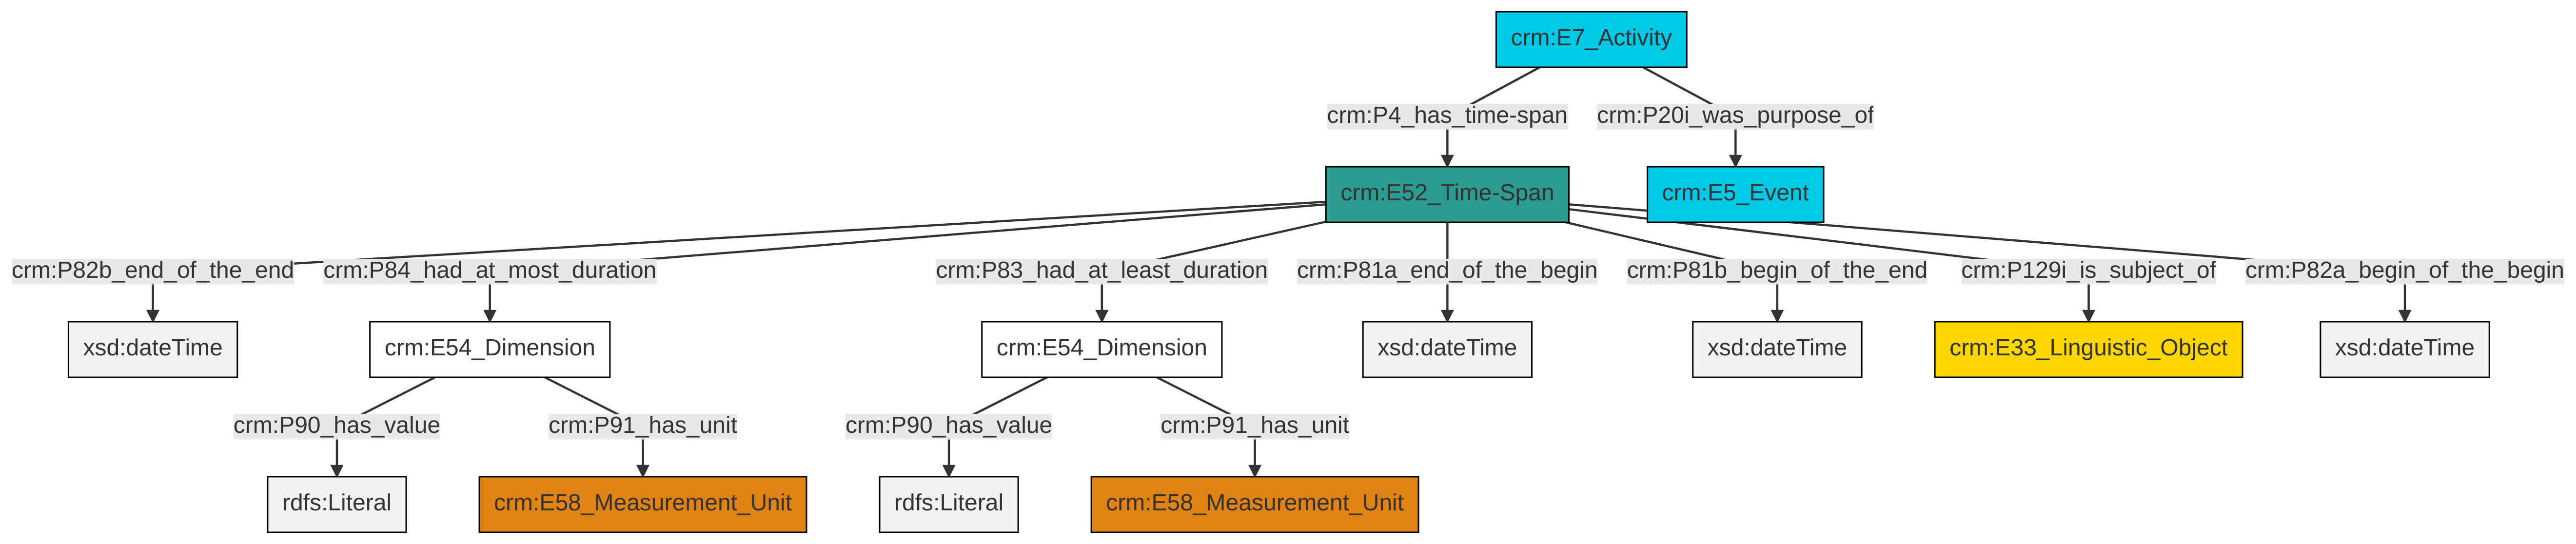 crm:E7_Activity
crm:P4_has_time-span
crm:P20i_was_purpose_of
crm:E52_Time-Span
crm:E5_Event
crm:P82b_end_of_the_end
crm:P84_had_at_most_duration
crm:P83_had_at_least_duration
crm:P81a_end_of_the_begin
crm:P81b_begin_of_the_end
crm:P129i_is_subject_of
crm:P82a_begin_of_the_begin
xsd:dateTime
crm:E54_Dimension
crm:E54_Dimension
xsd:dateTime
xsd:dateTime
crm:E33_Linguistic_Object
xsd:dateTime
crm:P90_has_value
crm:P91_has_unit
crm:P90_has_value
crm:P91_has_unit
rdfs:Literal
crm:E58_Measurement_Unit
rdfs:Literal
crm:E58_Measurement_Unit